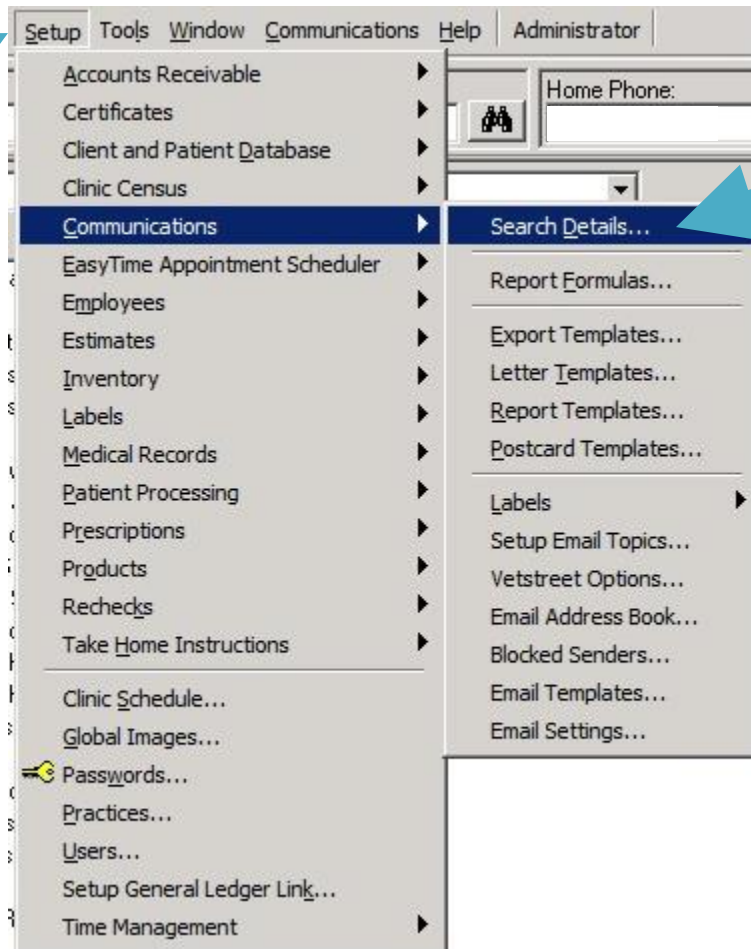 Setup Tools Window Communications Help Administrator
Home Phone:
Accounts Receivable
Certificates
Client and Patient Database
Clinic Census
Communications
EasyTime Appointment Scheduler
Employees
Estimates
Inventory
Labels
Medical Records
Patient Processing
Prescriptions
Products
Rechecks
Take Home Instructions
Clinic Schedule...
Global Images...
Passwords...
Practices...
Users...
Setup General Ledger Link...
Time Management
Search Details...
Report Formulas...
Export Templates...
Letter Templates...
Report Templates...
Postcard Templates...
Labels
Setup Email Topics...
Vetstreet Options...
Email Address Book...
Blocked Senders...
Email Templates...
Email Settings...